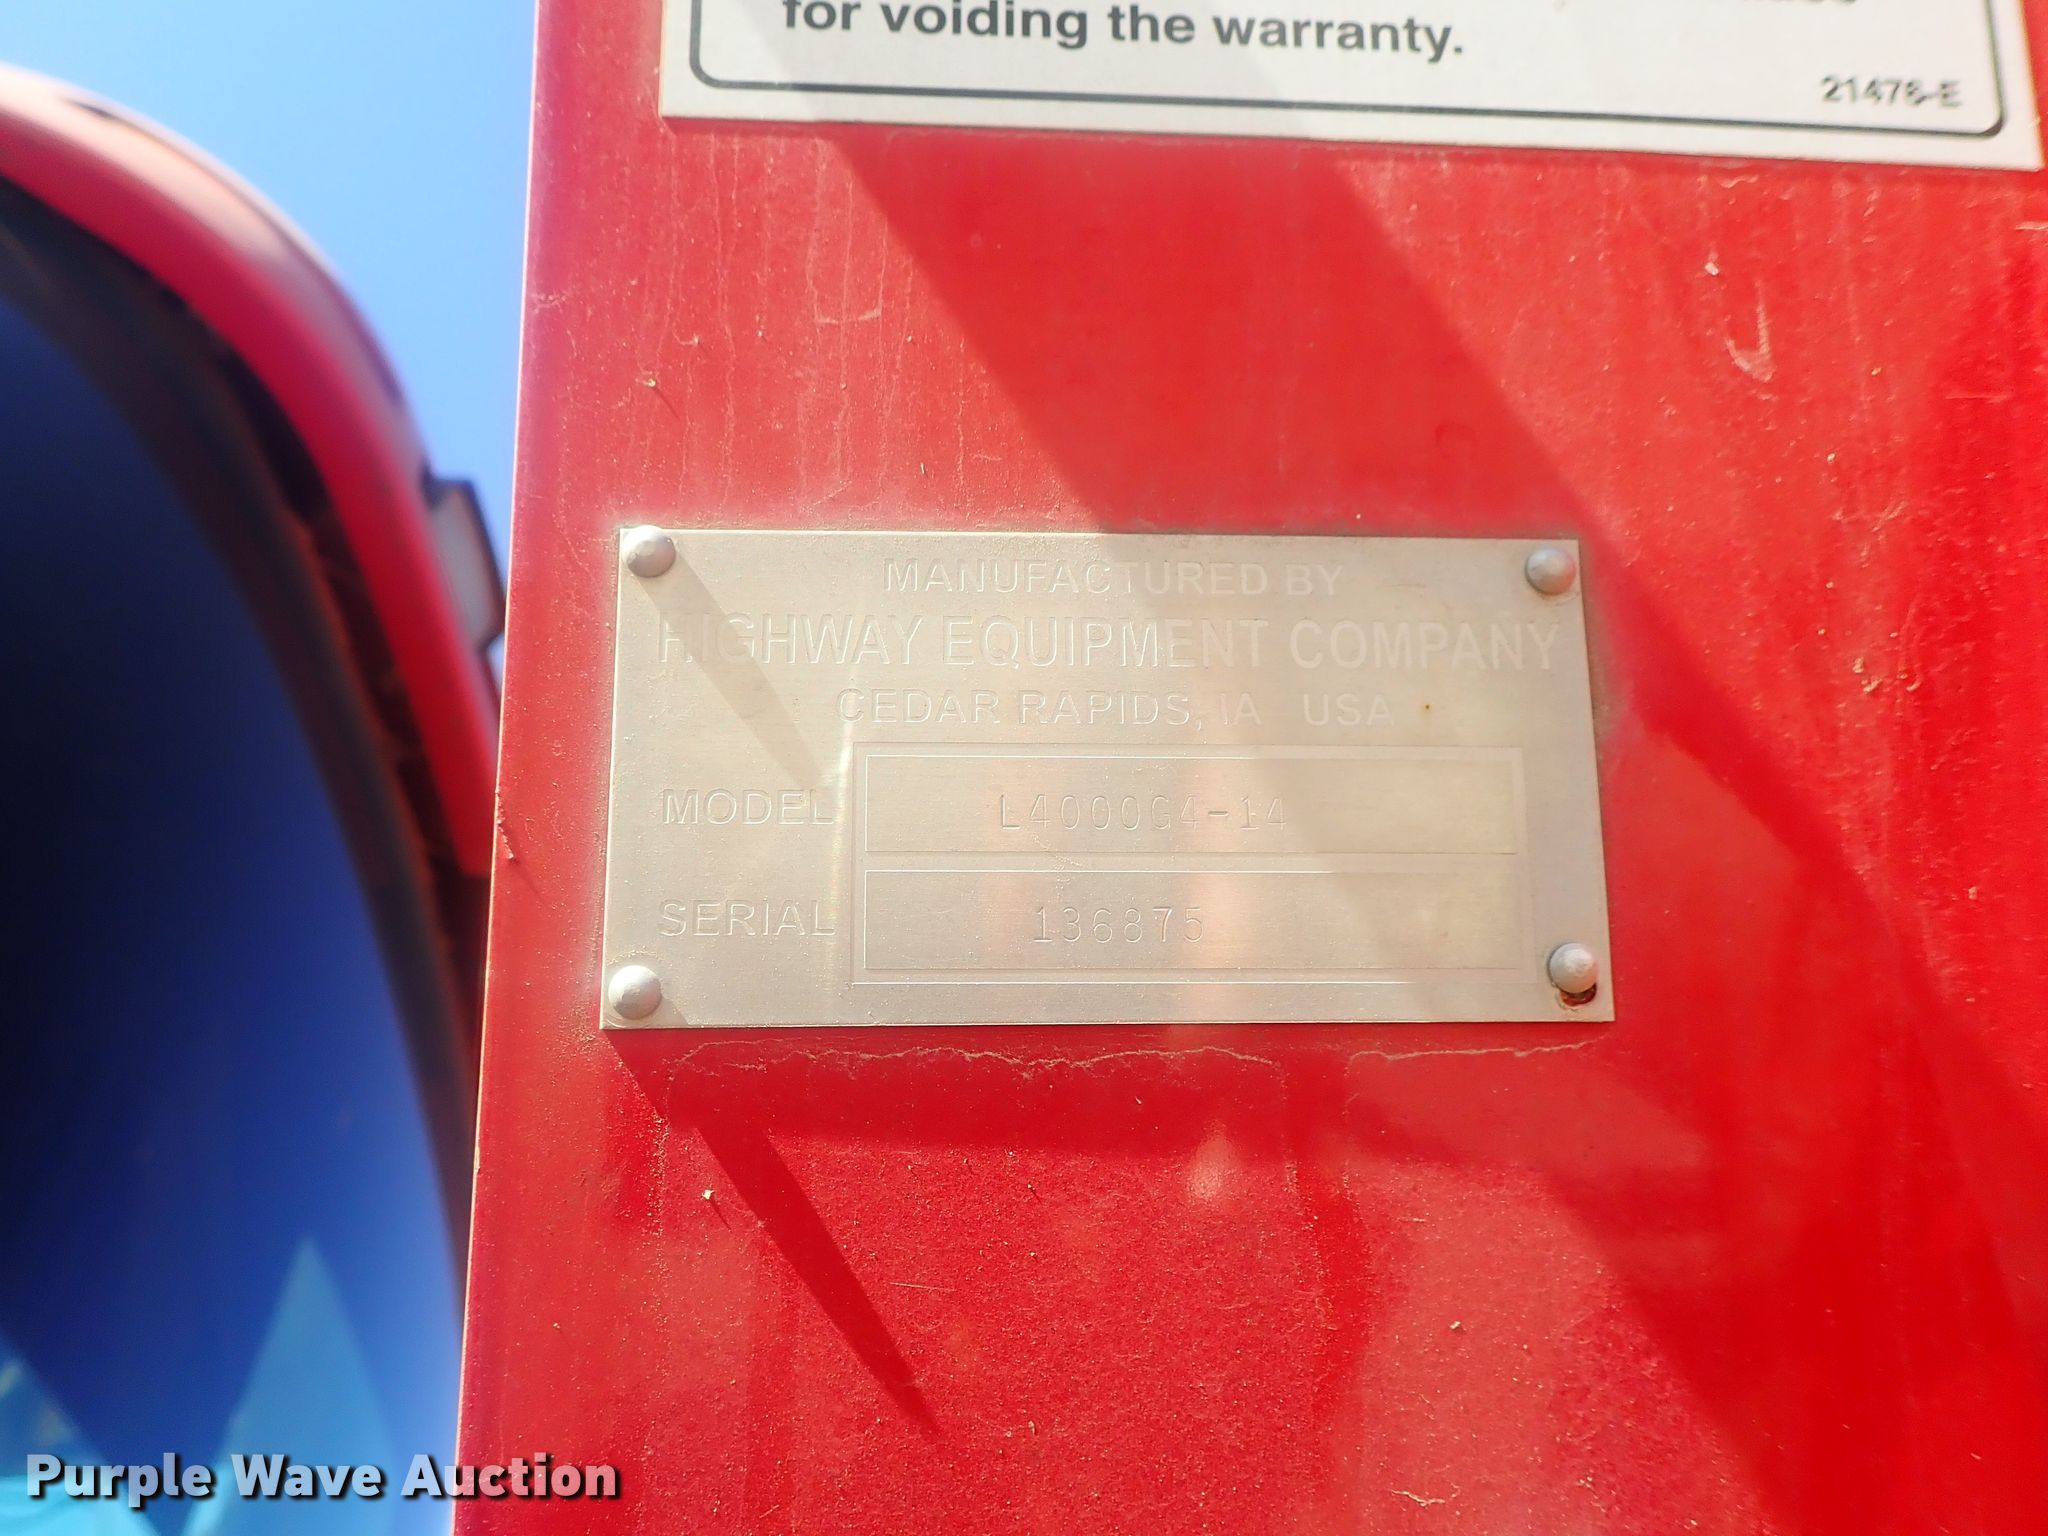 for voiding the warranty.
21476-E
MANUFACTURED BY
HIGHWAY EQUIPMENT COMPANY
CEDAR RAPIDS, IA USA
MODEL L4000G4-14
SERIAL 136875
Purple Wave Auction